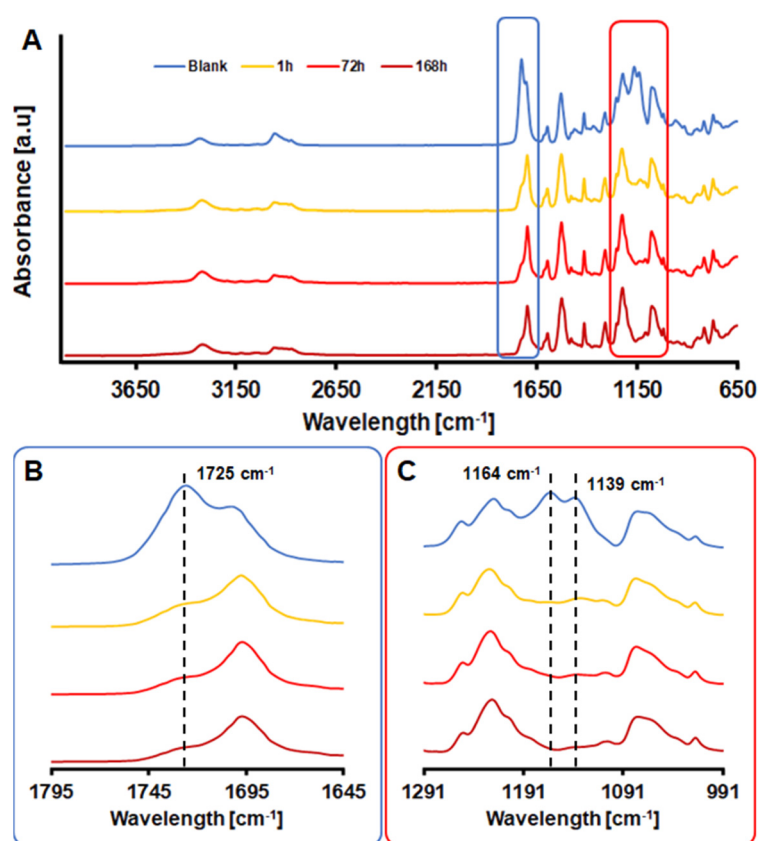 A
Blank 1h 72h 168h
Absorbance [a.u]
3650 3150 2650 2150 1650 1150 650
Wavelength [cm-1]
B
1725 cm-1
1795 1745 1695 1645
Wavelength [cm-1]
C
1164 cm-1
1139 cm-1
1291 1191 1091 991
Wavelength [cm-1]